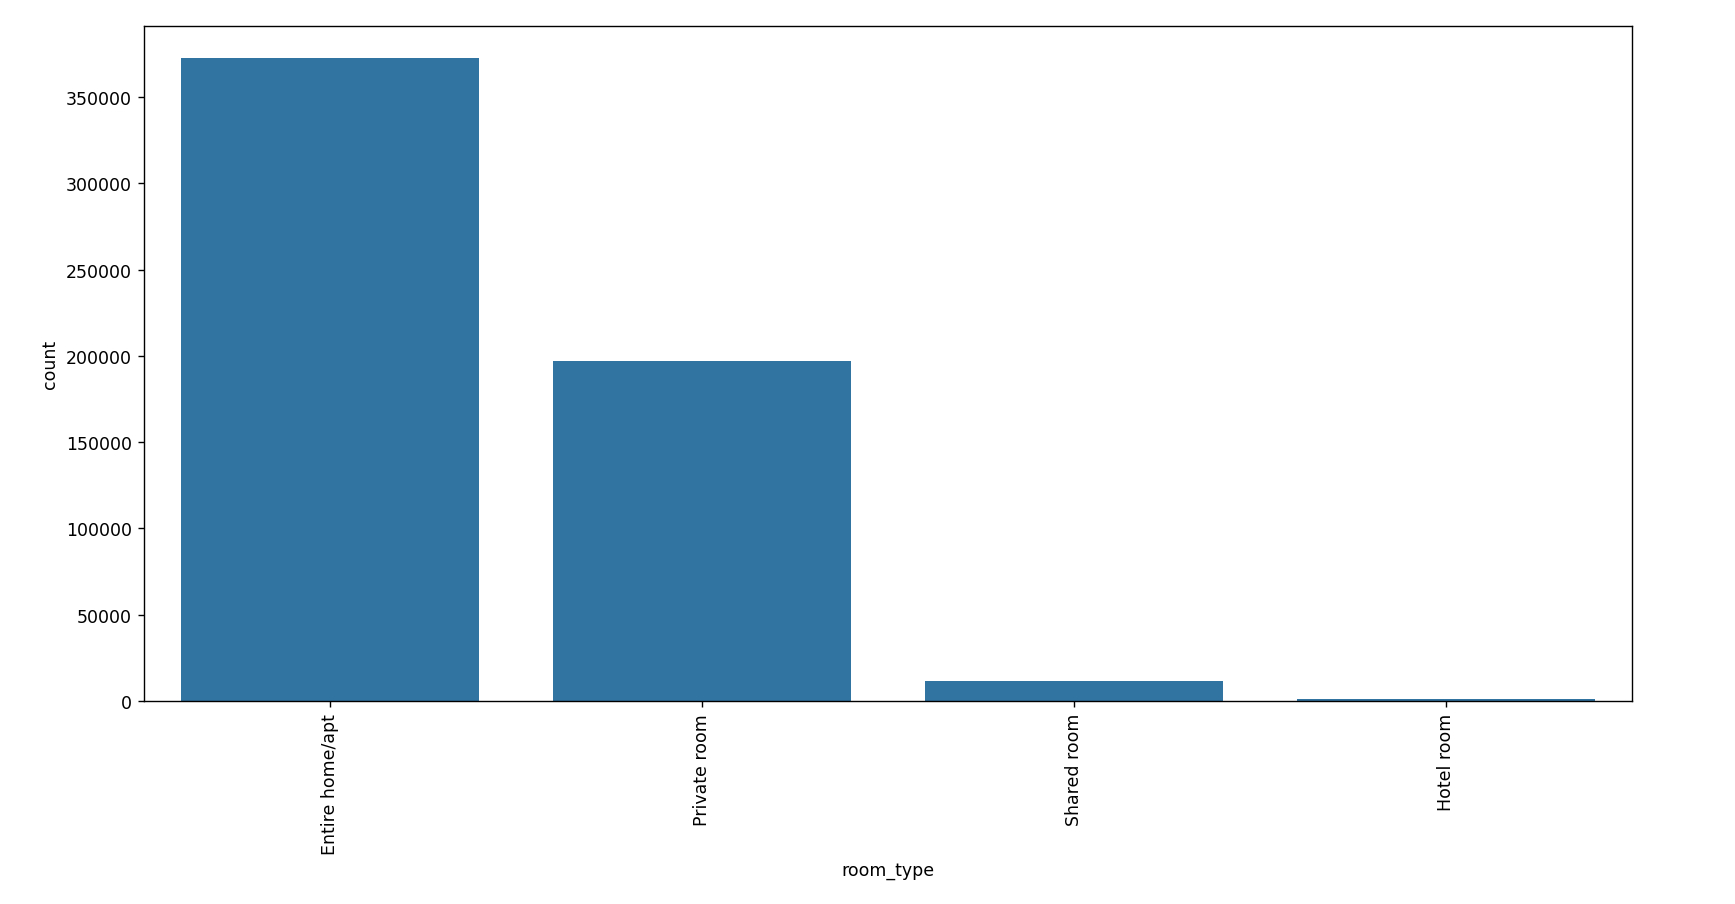 350000
300000
250000
200000
150000
100000
50000
0
count
Entire home/apt
Private room
Shared room
Hotel room
room_type